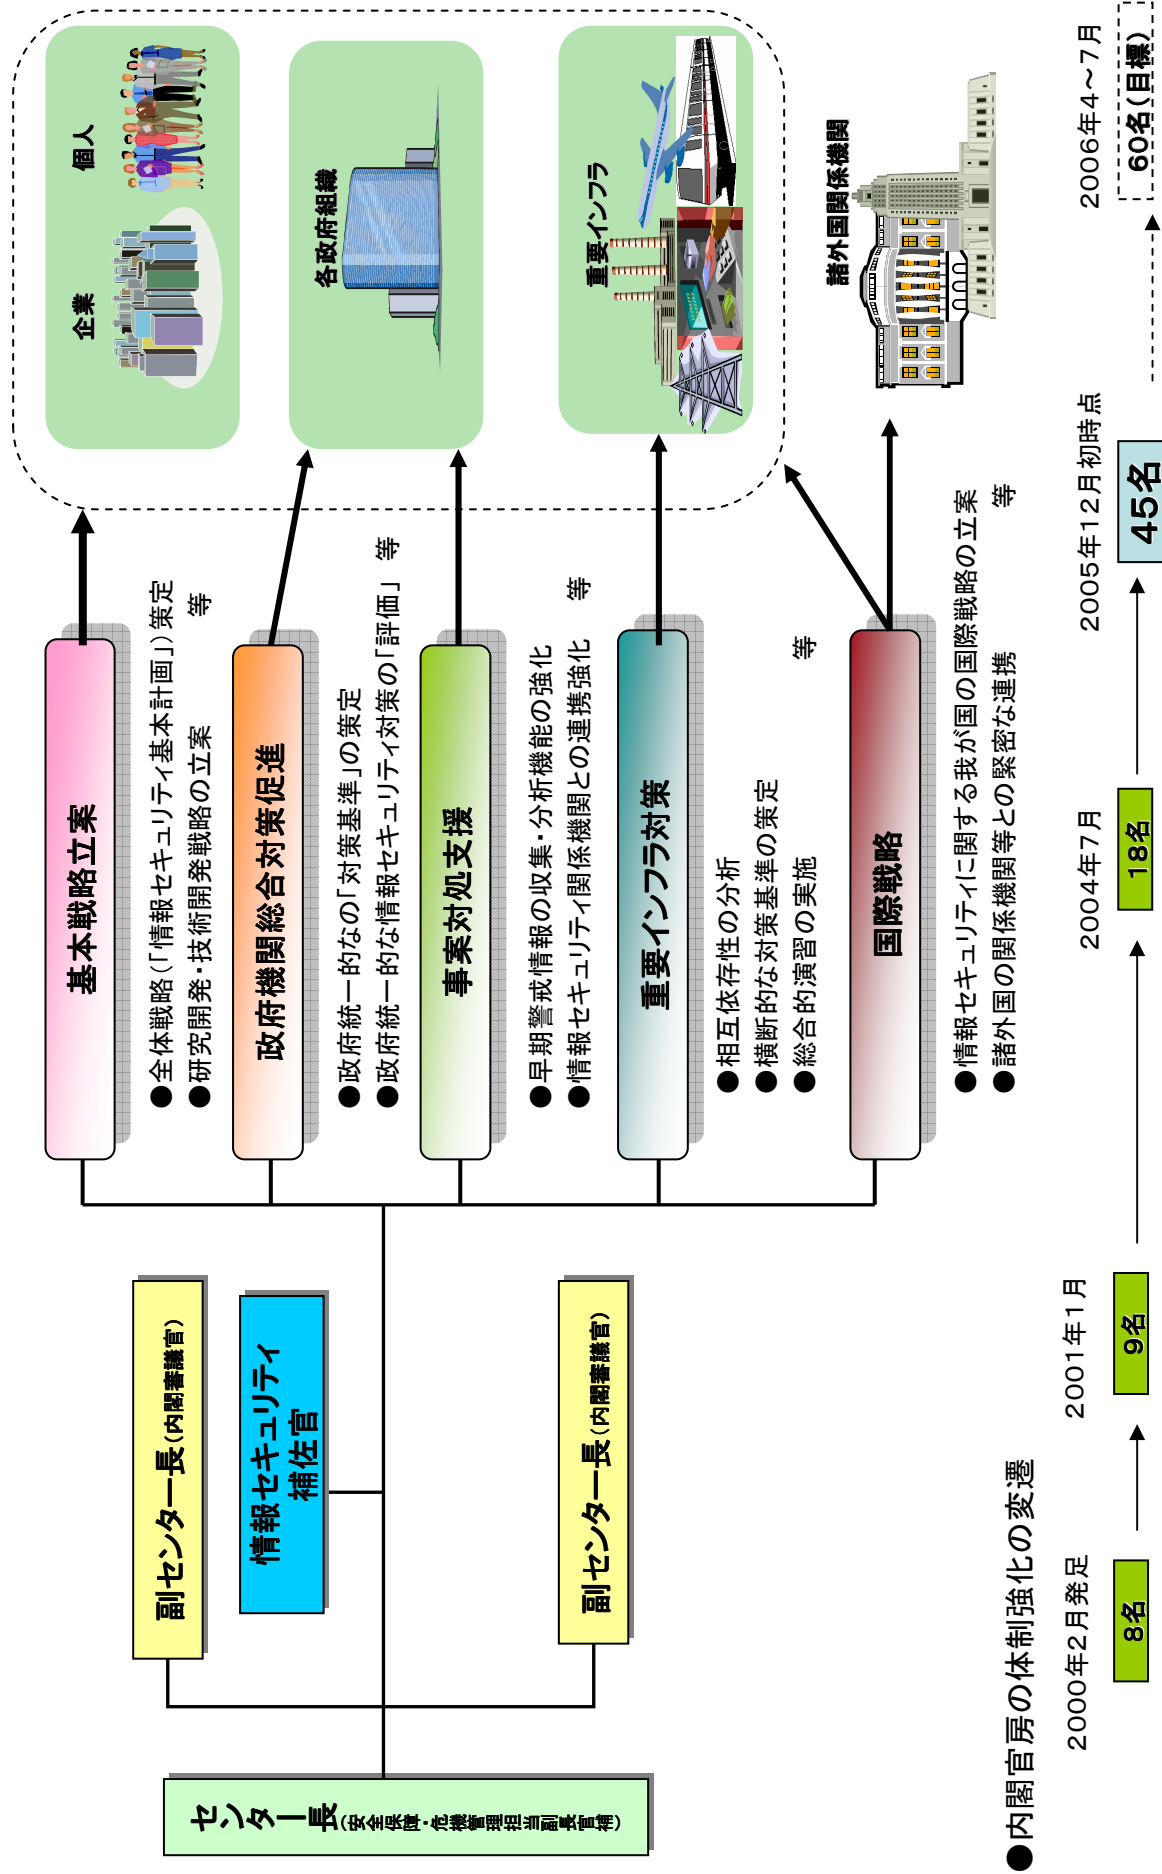 センター長(安全保障・危機管理担当副長官補)
副センター長(内閣審議官)
情報セキュリティ
補佐官
副センター長(内閣審議官)
基本戦略立案
●全体戦略(「情報セキュリティ基本計画」)策定
●研究開発・技術開発戦略の立案　等
政府機関総合対策促進
●政府統一的なの「対策基準」の策定
●政府統一的な情報セキュリティ対策の「評価」　等
事案対処支援
●早期警戒情報の収集・分析機能の強化
●情報セキュリティ関係機関との連携強化　等
重要インフラ対策
●相互依存性の分析
●横断的な対策基準の策定
●総合的演習の実施　等
国際戦略
●情報セキュリティに関する我が国の国際戦略の立案
●諸外国の関係機関等との緊密な連携　等
企業
個人
各政府組織
重要インフラ
諸外国関係機関
●内閣官房の体制強化の変遷
2000年2月発足
8名
2001年1月
9名
2004年7月
18名
2005年12月初時点
45名
2006年4～7月
60名(目標)